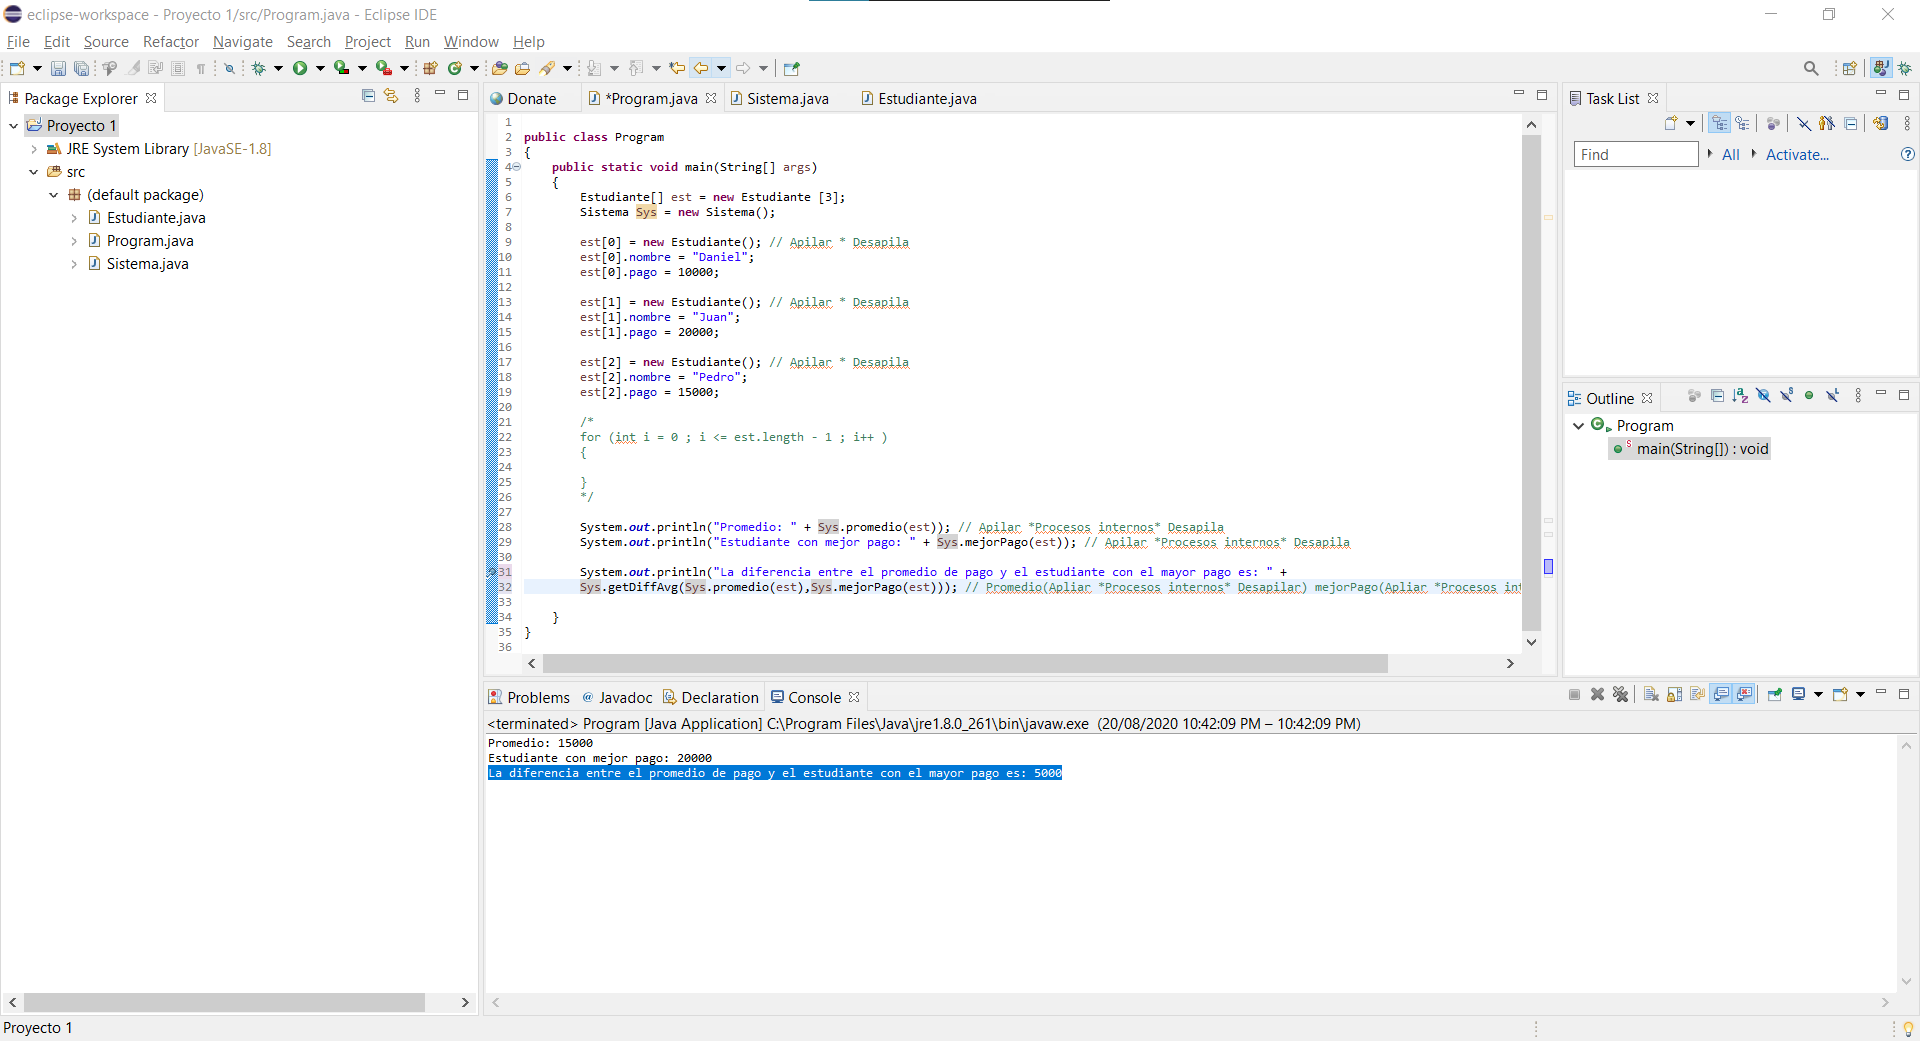 eclipse-workspace - Proyecto 1/src/Program.java - Eclipse IDE
File Edit Source Refactor Navigate Search Project Run Window Help
Package Explorer
Proyecto 1
JRE System Library [JavaSE-1.8]
src
(default package)
Estudiante.java
Program.java
Sistema.java
Donate *Program.java Sistema.java Estudiante.java
1
2 public class Program
3 {
4 public static void main(String[] args)
5 {
6 Estudiante[] est = new Estudiante [3];
7 Sistema Sys = new Sistema();
8
9 est[0] = new Estudiante(); // Apilar * Desapila
10 est[0].nombre = "Daniel";
11 est[0].pago = 10000;
12
13 est[1] = new Estudiante(); // Apilar * Desapila
14 est[1].nombre = "Juan";
15 est[1].pago = 20000;
16
17 est[2] = new Estudiante(); // Apilar * Desapila
18 est[2].nombre = "Pedro";
19 est[2].pago = 15000;
20
21 /*
22 for (int i = 0 ; i <= est.length - 1 ; i++ )
23 {
24
25 }
26 */
27
28 System.out.println("Promedio: " + Sys.promedio(est)); // Apilar *Procesos internos* Desapila
29 System.out.println("Estudiante con mejor pago: " + Sys.mejorPago(est)); // Apilar *Procesos internos* Desapila
30
31 System.out.println("La diferencia entre el promedio de pago y el estudiante con el mayor pago es: " +
32 Sys.getDiffAvg(Sys.promedio(est),Sys.mejorPago(est))); // Promedio(Apliar *Procesos internos* Desapilar) mejorPago(Apliar *Procesos int
33
34 }
35 }
36
Task List
Find All Activate...
Outline
Program
main(String[]) : void
Problems Javadoc Declaration Console
<terminated> Program [Java Application] C:\Program Files\Java\jre1.8.0_261\bin\javaw.exe (20/08/2020 10:42:09 PM – 10:42:09 PM)
Promedio: 15000
Estudiante con mejor pago: 20000
La diferencia entre el promedio de pago y el estudiante con el mayor pago es: 5000
Proyecto 1